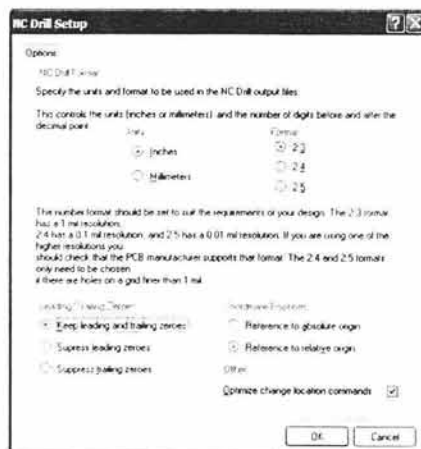 NC Drill Setup
Options
NC Drill Format
Specify the units and format to be used in the NC Drill output files.
This controls the units (inches or millimeters) and the number of digits before and after the
decimal point
Units
Format
Inches
2:3
Millimeters
2:4
2:5
The number format should be set to suit the requirements or your design. The 2:3 format
has a 1 mil resolution,
2:4 has a 0.1 mil resolution, and 2:5 has a 0.01 mil resolution. If you are using one of the
higher resolutions you
should check that the PCB manufacturer supports that format. The 2:4 and 2:5 formats
only need to be chosen
if there are holes on a grid finer than 1 mil.
Leading/Trailing Zeroes
Coordinate Positions
Keep leading and trailing zeroes
Reference to absolute origin
Supress leading zeroes
Reference to relative origin
Suppress trailing zeroes
Other
Optimize change location commands
OK
Cancel